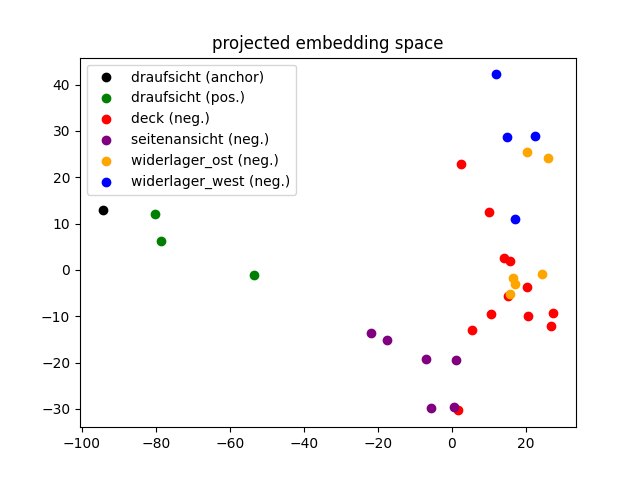 projected embedding space
draufsicht (anchor)
draufsicht (pos.)
deck (neg.)
seitenansicht (neg.)
widerlager_ost (neg.)
widerlager_west (neg.)
40
30
20
10
0
−10
−20
−30
−100 −80 −60 −40 −20 0 20